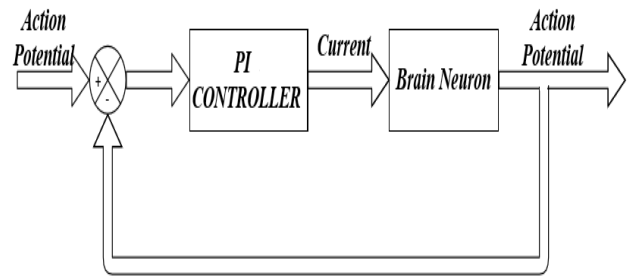 Action
Potential
+
-
PI
CONTROLLER
Current
Brain Neuron
Action
Potential